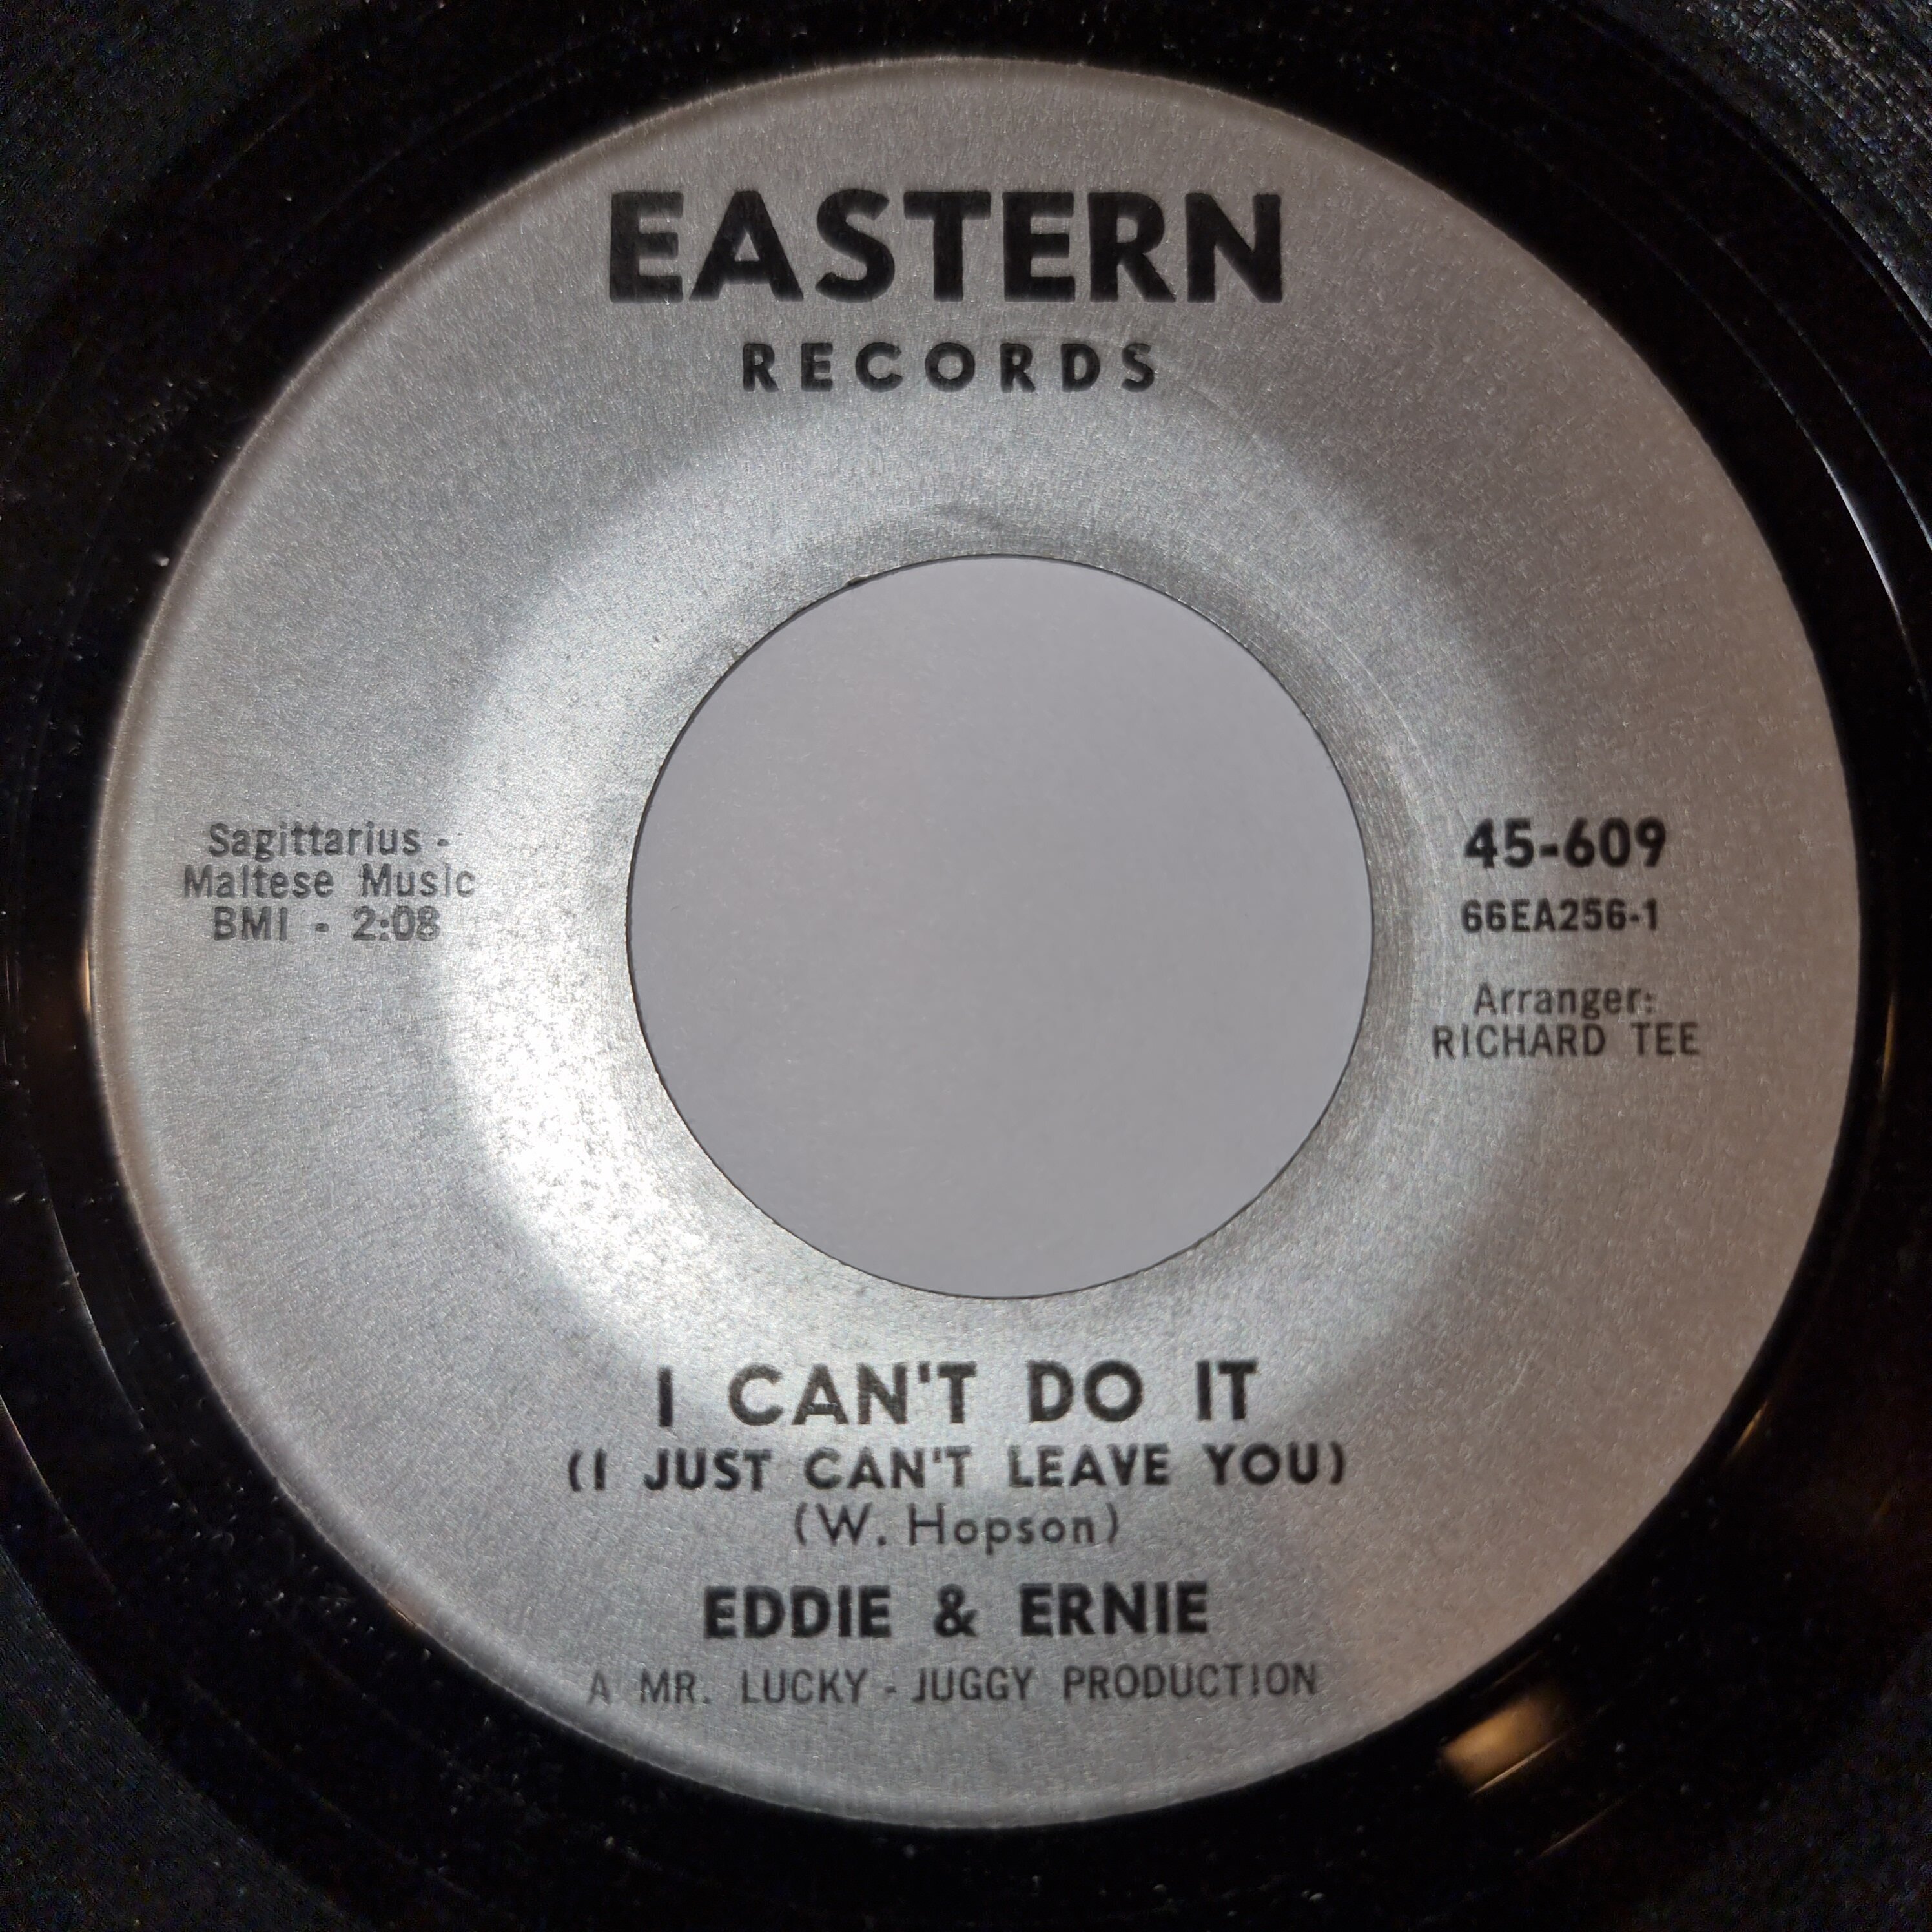 EASTERN
RECORDS
Sagittarius -
Maltese Music
BMI - 2:08
45-609
66EA256-1
Arranger:
RICHARD TEE
I CAN'T DO IT
(I JUST CAN'T LEAVE YOU)
(W. Hopson)
EDDIE & ERNIE
A MR. LUCKY - JUGGY PRODUCTION